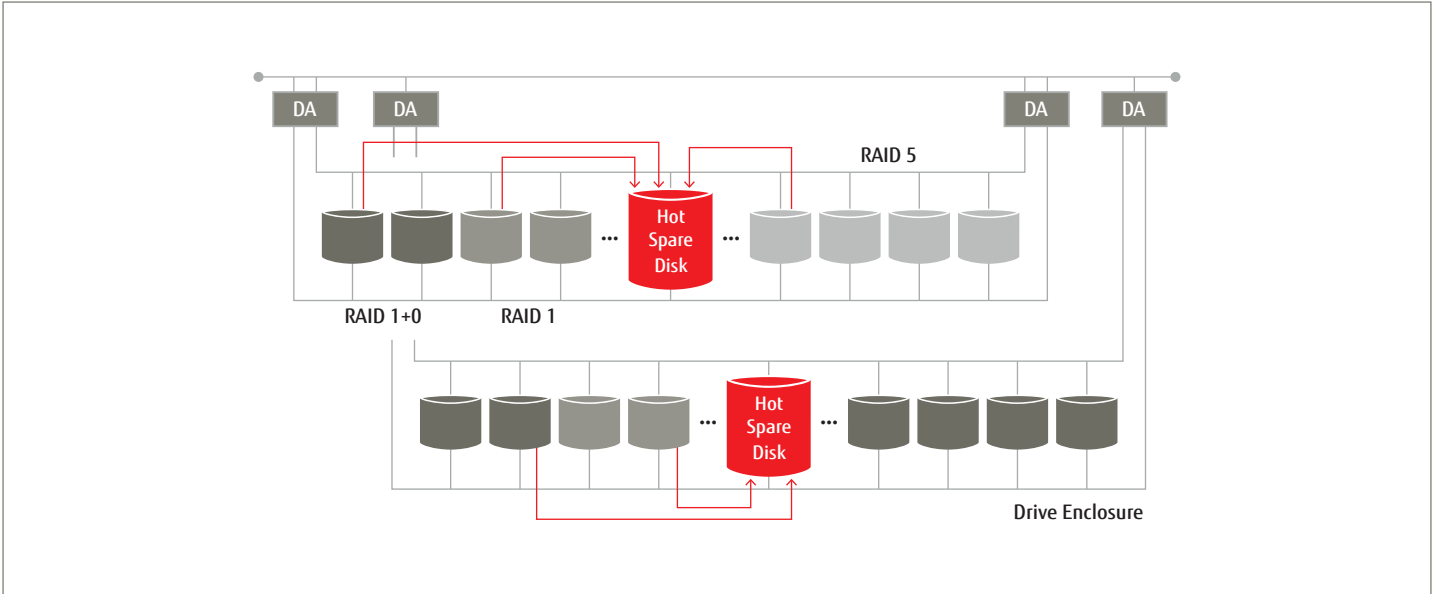 DA
DA
DA
DA
RAID 5
Hot
Spare
Disk
...
...
RAID 1+0
RAID 1
Hot
Spare
Disk
...
...
Drive Enclosure